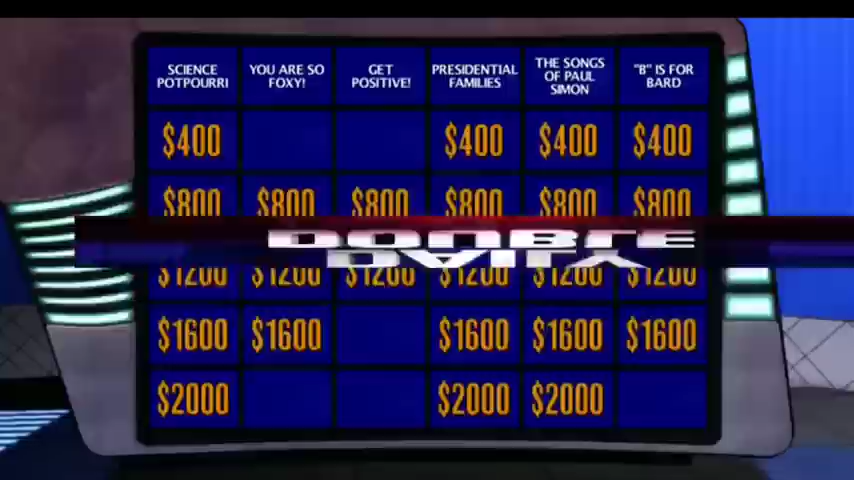 SCIENCE POTPOURRI
YOU ARE SO FOXY!
GET POSITIVE!
PRESIDENTIAL FAMILIES
THE SONGS OF PAUL SIMON
"B" IS FOR BARD
$400 $400 $400 $400
$800 $800 $800 $800 $800 $800
DOUBLE
DAILY
$1200 $1200 $1200 $1200 $1200 $1200
$1600 $1600 $1600 $1600 $1600
$2000 $2000 $2000